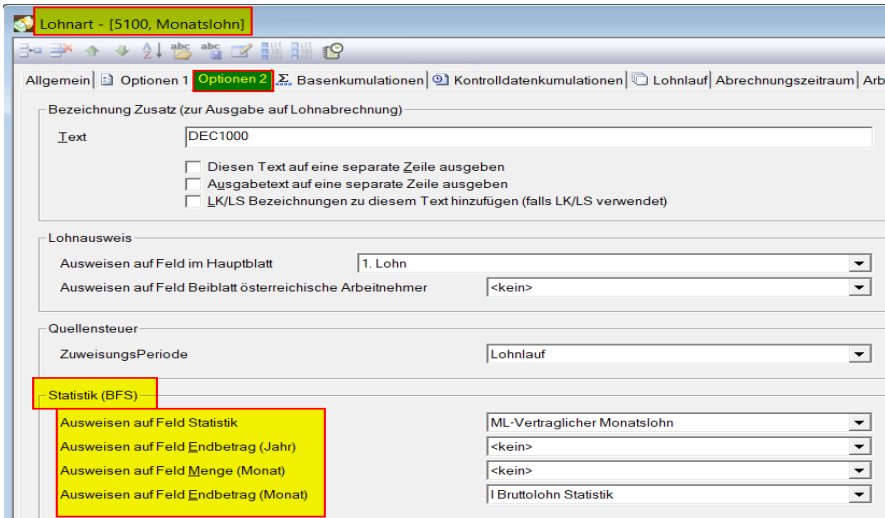 Lohnart - [5100, Monatslohn]
Allgemein Optionen 1 Optionen 2 Σ. Basenkumulationen Kontrolldatenkumulationen Lohnlauf Abrechnungszeitraum Arb
Bezeichnung Zusatz (zur Ausgabe auf Lohnabrechnung)
Text DEC1000
Diesen Text auf eine separate Zeile ausgeben
Ausgabetext auf eine separate Zeile ausgeben
LK/LS Bezeichnungen zu diesem Text hinzufügen (falls LK/LS verwendet)
Lohnausweis
Ausweisen auf Feld im Hauptblatt 1. Lohn
Ausweisen auf Feld Beiblatt österreichische Arbeitnehmer <kein>
Quellensteuer
ZuweisungsPeriode Lohnlauf
Statistik (BFS)
Ausweisen auf Feld Statistik ML-Vertraglicher Monatslohn
Ausweisen auf Feld Endbetrag (Jahr) <kein>
Ausweisen auf Feld Menge (Monat) <kein>
Ausweisen auf Feld Endbetrag (Monat) I Bruttolohn Statistik